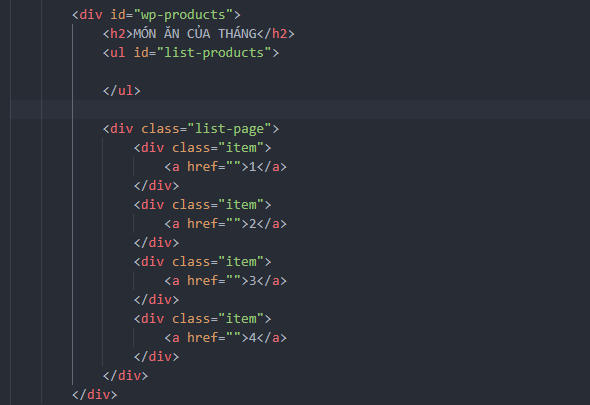 <div id="wp-products">
<h2>MÓN ĂN CỦA THÁNG</h2>
<ul id="list-products">
</ul>
<div class="list-page">
<div class="item">
<a href="">1</a>
</div>
<div class="item">
<a href="">2</a>
</div>
<div class="item">
<a href="">3</a>
</div>
<div class="item">
<a href="">4</a>
</div>
</div>
</div>